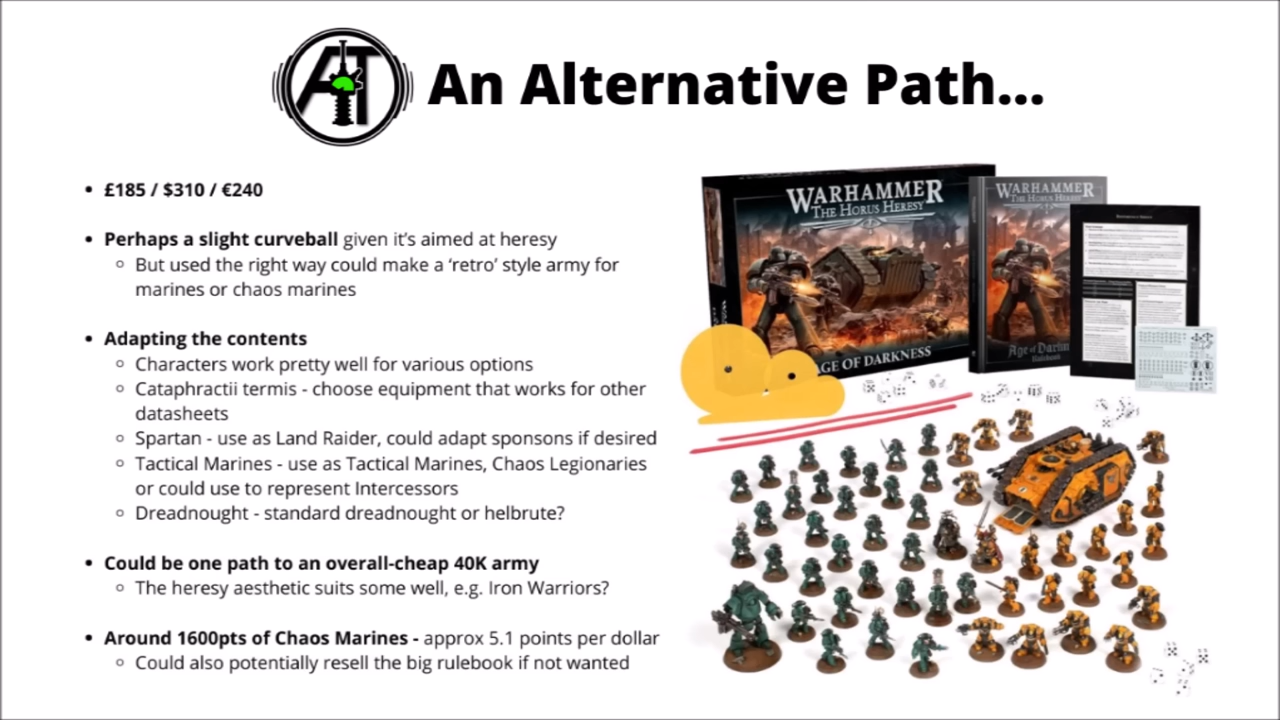 AT
An Alternative Path...
• £185 / $310 / €240
• Perhaps a slight curveball given it's aimed at heresy
◦ But used the right way could make a 'retro' style army for
marines or chaos marines
• Adapting the contents
◦ Characters work pretty well for various options
◦ Cataphractii termis - choose equipment that works for other
datasheets
◦ Spartan - use as Land Raider, could adapt sponsons if desired
◦ Tactical Marines - use as Tactical Marines, Chaos Legionaries
or could use to represent Intercessors
◦ Dreadnought - standard dreadnought or helbrute?
• Could be one path to an overall-cheap 40K army
◦ The heresy aesthetic suits some well, e.g. Iron Warriors?
• Around 1600pts of Chaos Marines - approx 5.1 points per dollar
◦ Could also potentially resell the big rulebook if not wanted
WARHAMMER
THE HORUS HERESY
AGE OF DARKNESS
WARHAMMER
THE HORUS HERESY
Age of
Rulebook